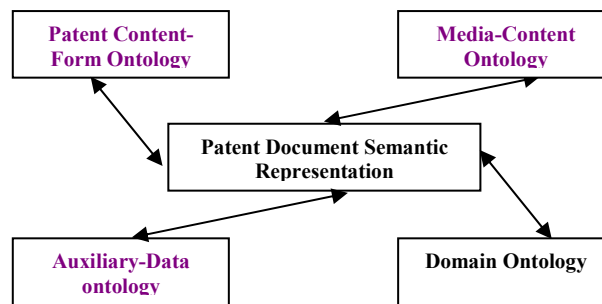 Patent Content-
Form Ontology
Media-Content
Ontology
Patent Document Semantic
Representation
Auxiliary-Data
ontology
Domain Ontology